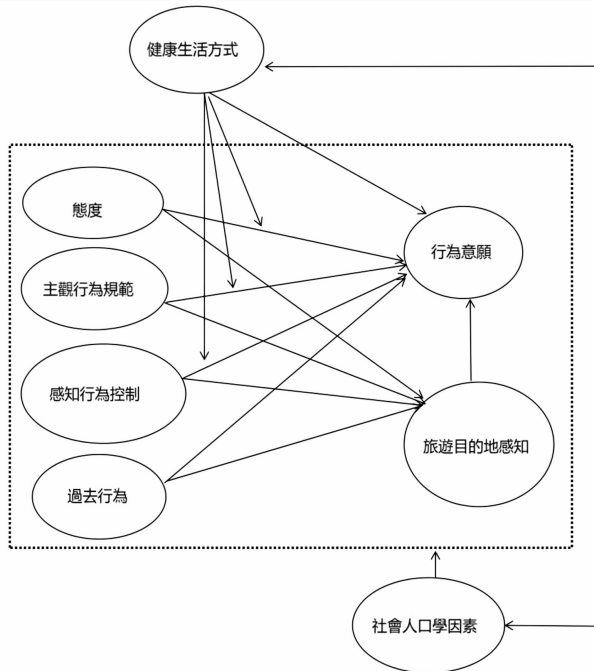 健康生活方式
態度
行為意願
主觀行為規範
感知行為控制
旅遊目的地感知
過去行為
社會人口學因素